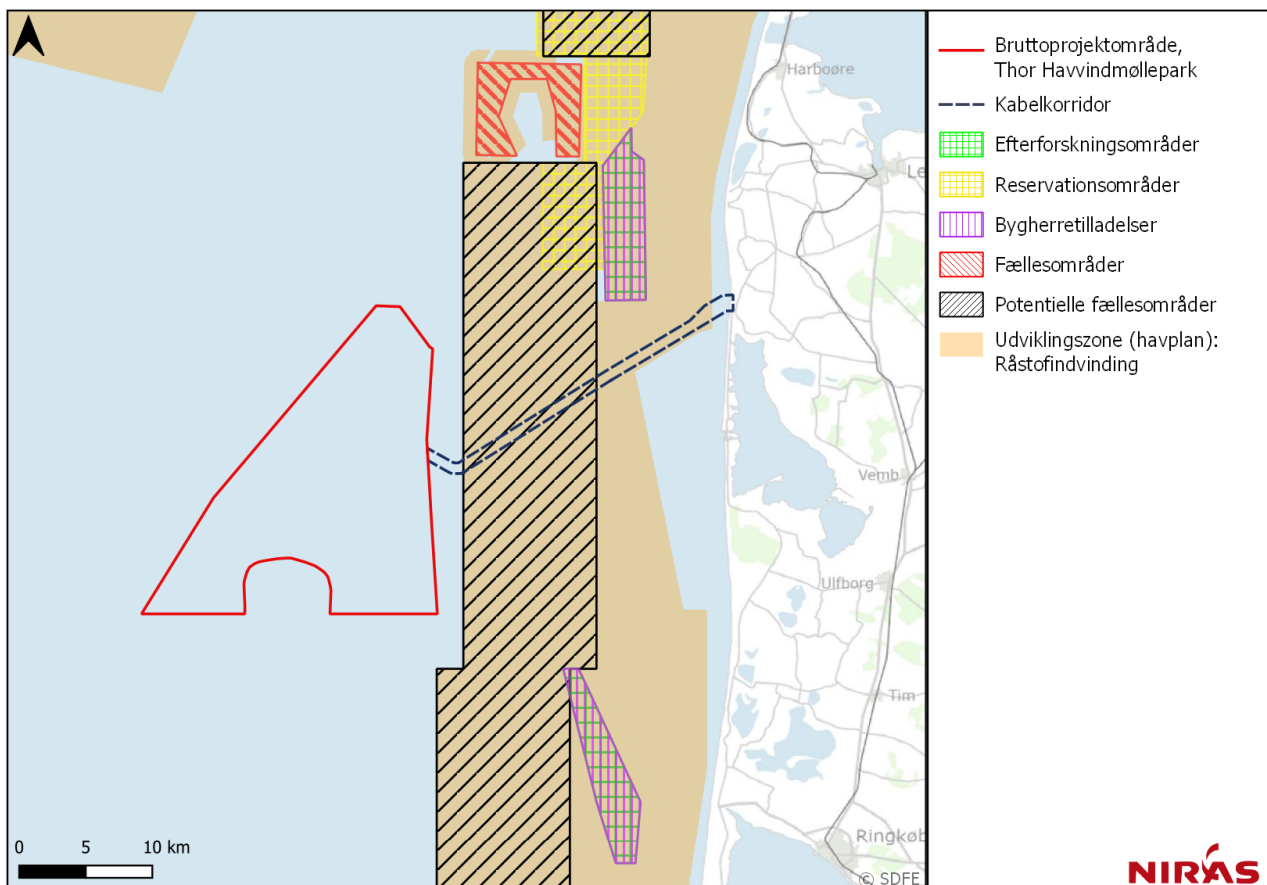 Harboøre
Le
Vemb
Ulfborg
Tim
Ringkøb
0 5 10 km
© SDFE
Bruttoprojektområde,
Thor Havvindmøllepark
Kabelkorridor
Efterforskningsområder
Reservationsområder
Bygherretilladelser
Fællesområder
Potentielle fællesområder
Udviklingszone (havplan):
Råstofindvinding
NIRAS